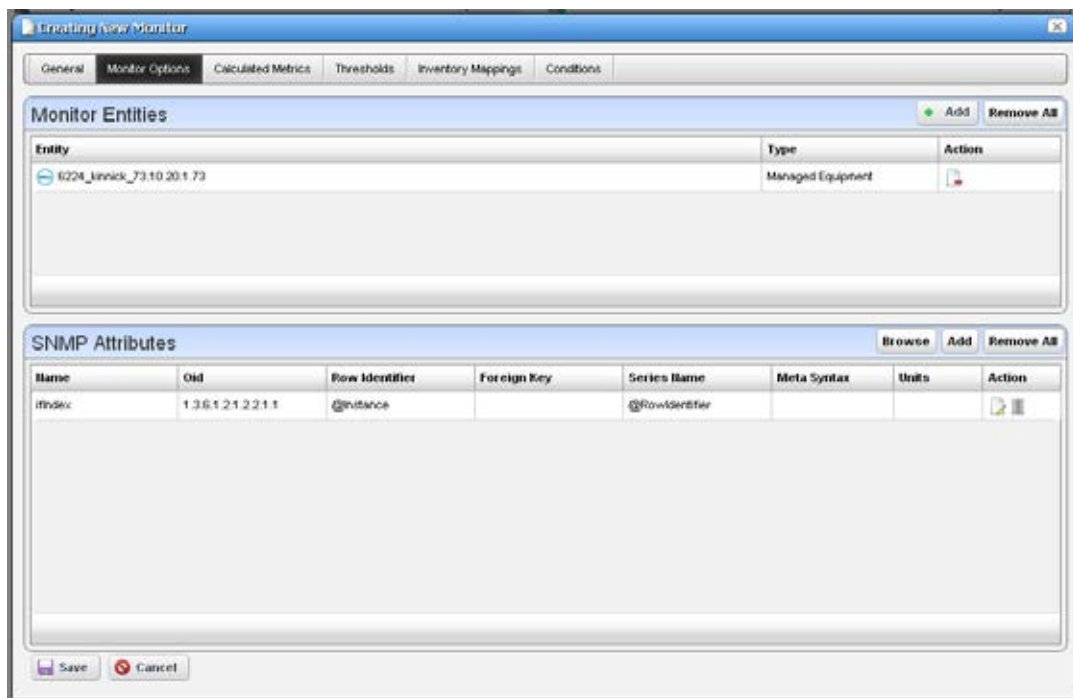 Creating New Monitor
General Monitor Options Calculated Metrics Thresholds Inventory Mappings Conditions
Monitor Entities Add Remove All
Entity Type Action
6224_kinnick_73.10.20.1.73 Managed Equipment
SNMP Attributes Browse Add Remove All
Name Oid Row Identifier Foreign Key Series Name Meta Syntax Units Action
ifIndex 1.3.6.1.2.1.2.2.1.1 @Instance @RowIdentifier
Save Cancel